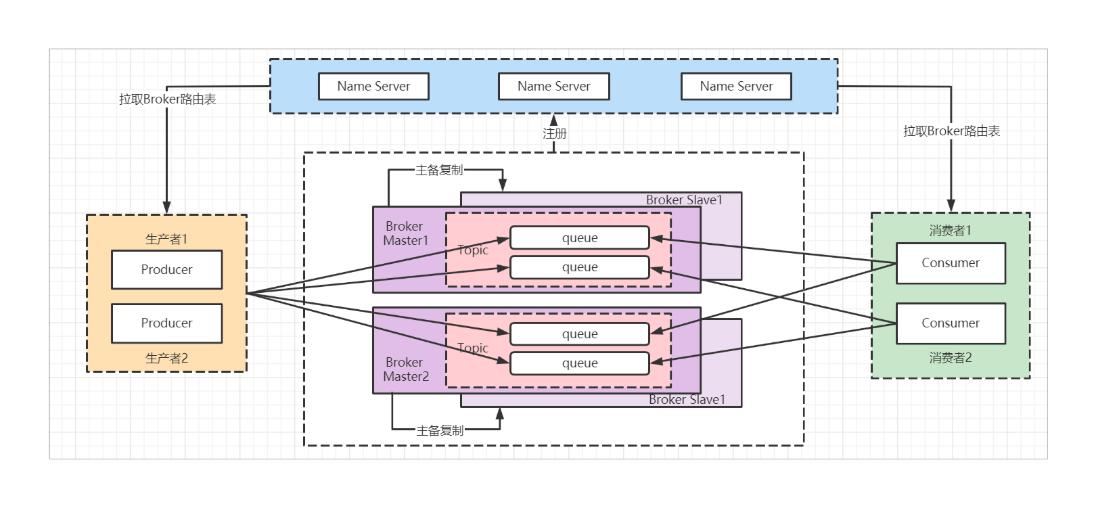 Name Server
Name Server
Name Server
拉取Broker路由表
拉取Broker路由表
注册
主备复制
Broker Slave1
Broker
Master1
Topic
queue
queue
生产者1
Producer
Producer
生产者2
消费者1
Consumer
Consumer
消费者2
queue
Topic
queue
Broker
Master2
Broker Slave1
主备复制